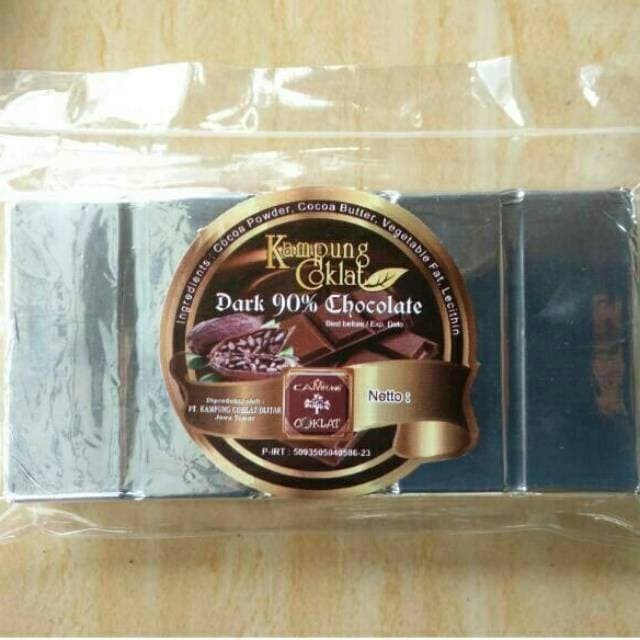 Ingredients : Cocoa Powder, Cocoa Butter, Vegetable Fat, Lecithin
Kampung
Coklat
Dark 90% Chocolate
Best before / Exp. Date
Diproduksi oleh :
PT. KAMPUNG COKLAT BLITAR
Jawa Timur
KAMPUNG
COKLAT
Netto :
P-IRT : 5093505040586-23